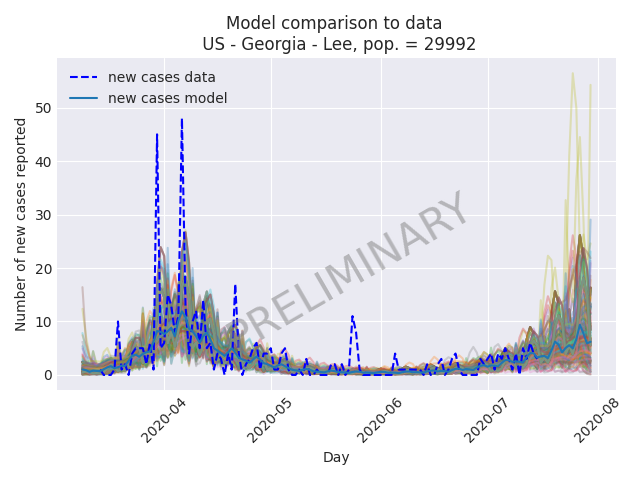 Model comparison to data
US - Georgia - Lee, pop. = 29992
new cases data
new cases model
Number of new cases reported
50
40
30
20
10
0
PRELIMINARY
2020-04
2020-05
2020-06
2020-07
2020-08
Day